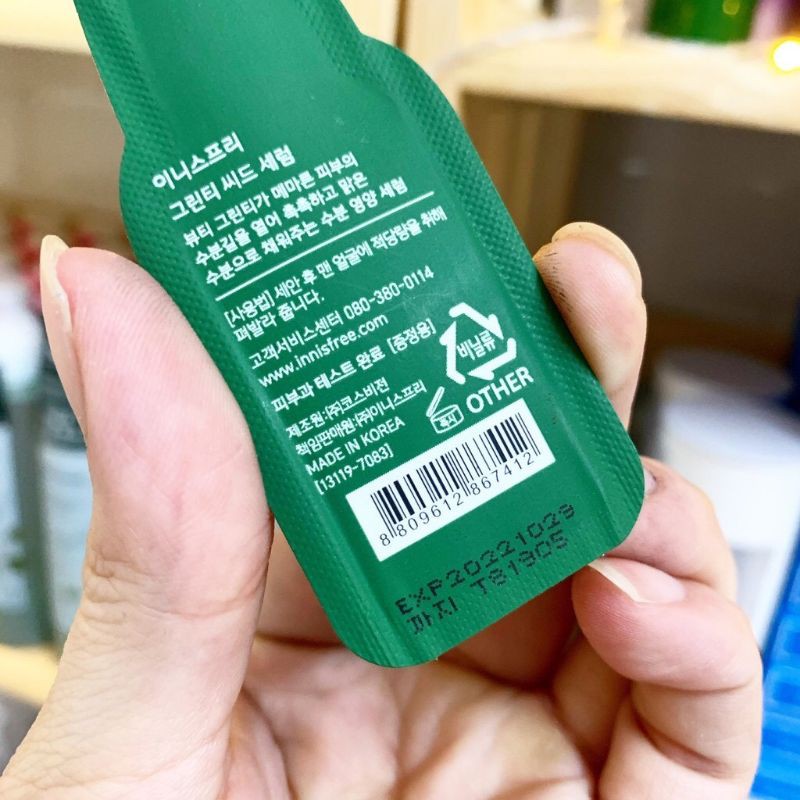 이니스프리
그린티 씨드 세럼
뷰티 그린티가 메마른 피부의
수분길을 열어 촉촉하고 맑은
수분으로 채워주는 수분 영양 세럼
[사용법] 세안 후 맨 얼굴에 적당량을 취해
펴발라 줍니다.
고객서비스센터 080-380-0114
www.innisfree.com
피부과 테스트 완료 [증정용]
제조원:(주)코스비전
책임판매원:(주)이니스프리
MADE IN KOREA
[13119-7083]
비닐류
OTHER
즉시
8 809612 867412
EXP20221029
까지 T81905